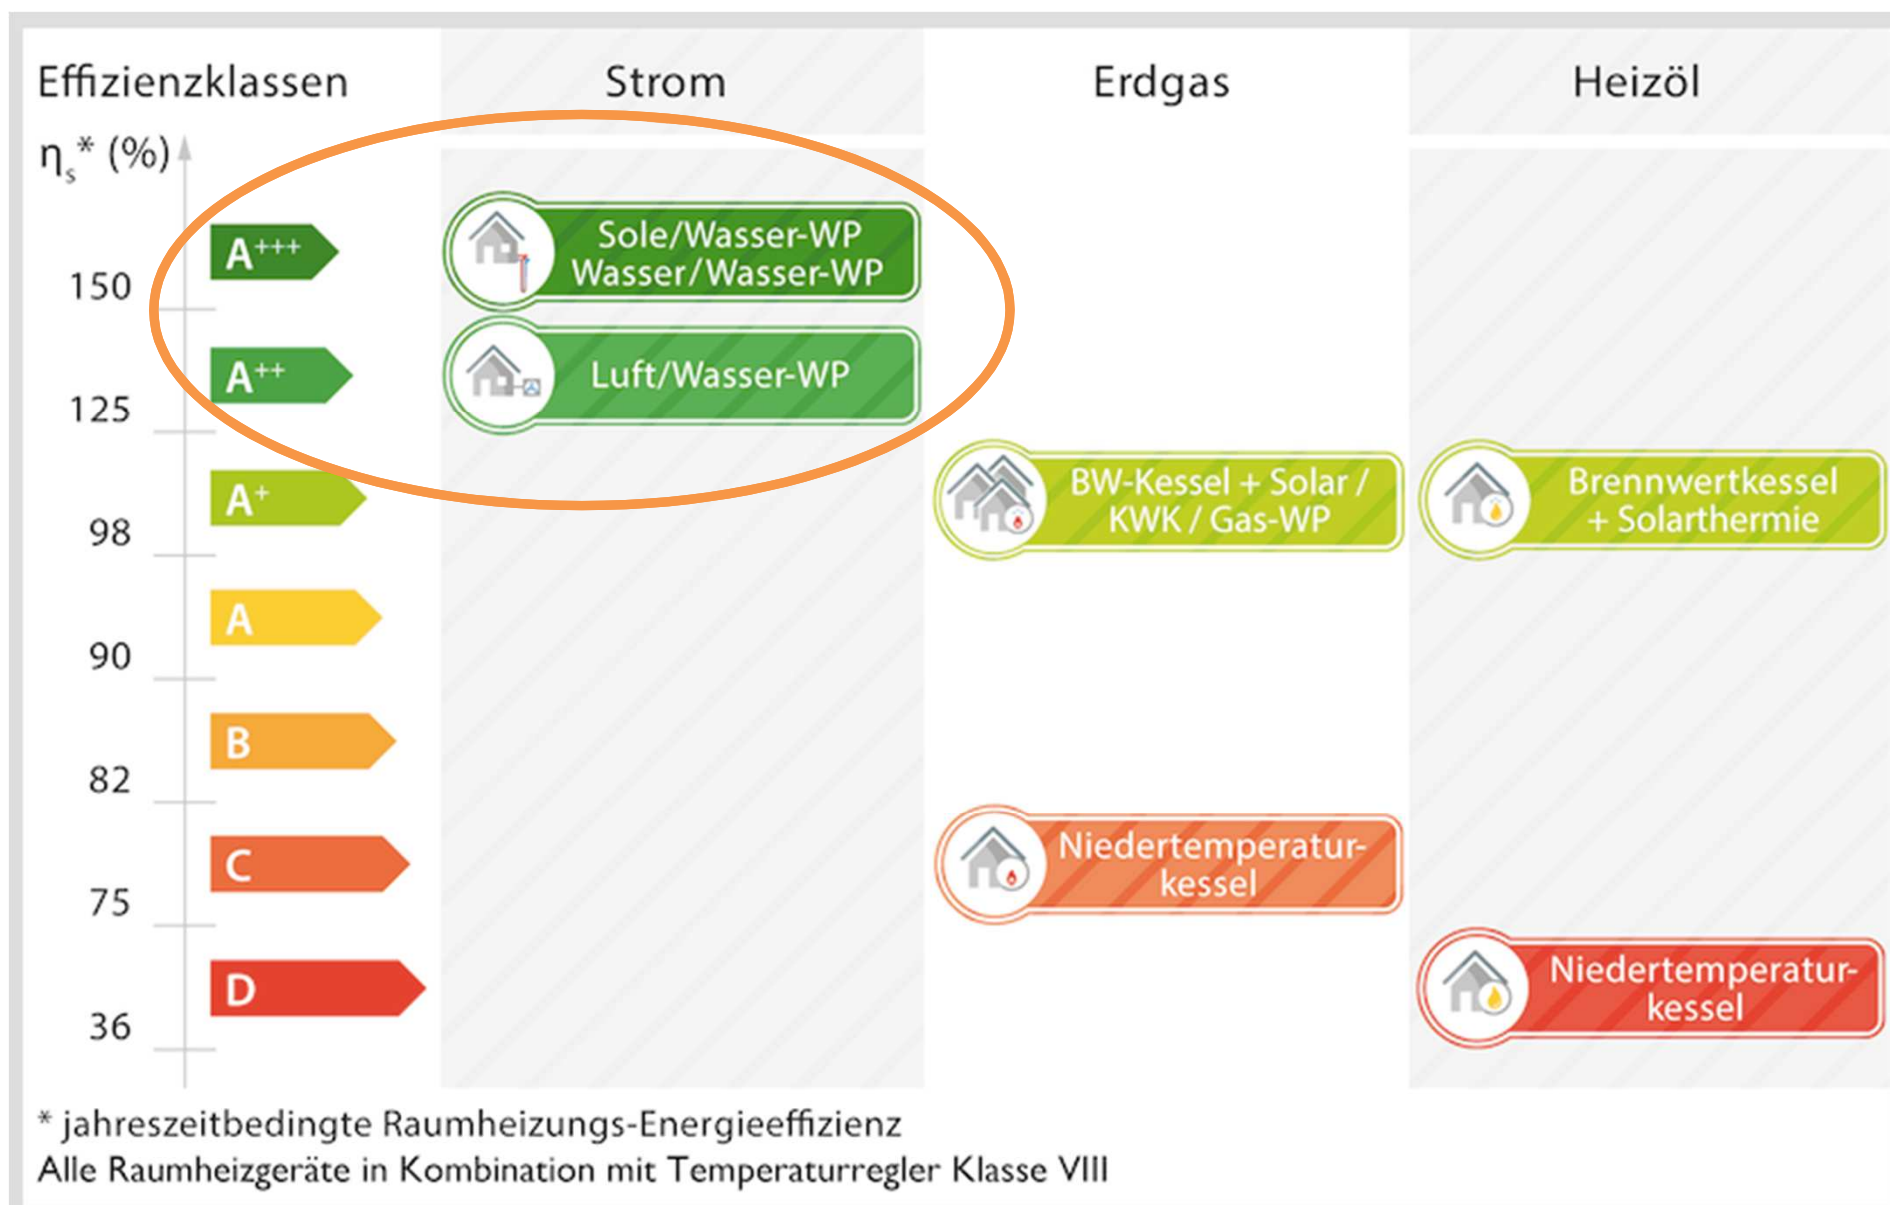 Effizienzklassen
Strom
Erdgas
Heizöl
ηs* (%)
A+++
Sole/Wasser-WP
Wasser/Wasser-WP
150
A++
Luft/Wasser-WP
125
A+
BW-Kessel + Solar /
KWK / Gas-WP
Brennwertkessel
+ Solarthermie
98
A
90
B
82
C
Niedertemperatur-
kessel
75
D
Niedertemperatur-
kessel
36
* jahreszeitbedingte Raumheizungs-Energieeffizienz
Alle Raumheizgeräte in Kombination mit Temperaturregler Klasse VIII